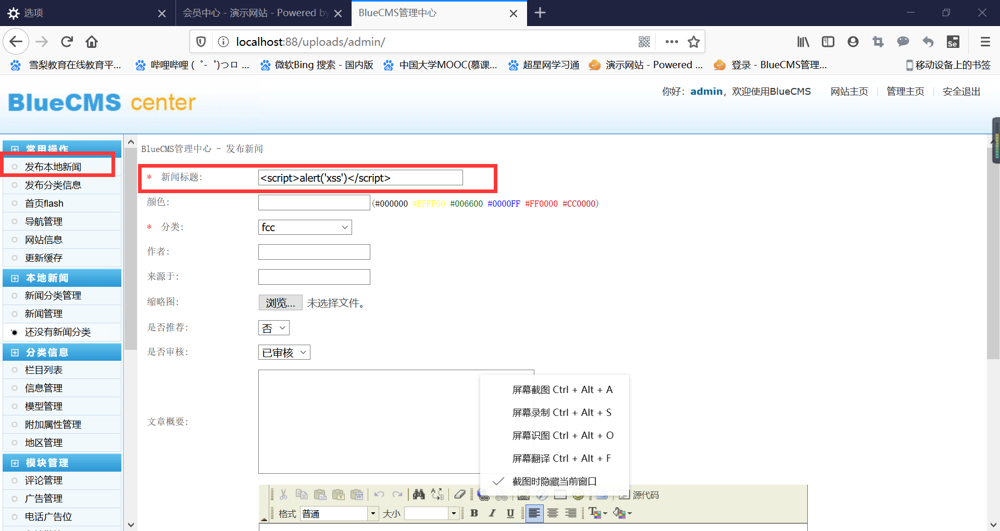 选项
会员中心 - 演示网站 - Powered by
BlueCMS管理中心
localhost:88/uploads/admin/
雪梨教育在线教育平...
哔哩哔哩 ( ゜- ゜)つロ ...
微软Bing 搜索 - 国内版
中国大学MOOC(慕课...
超星网学习通
演示网站 - Powered ...
登录 - BlueCMS管理...
移动设备上的书签
BlueCMS center
你好：admin，欢迎使用BlueCMS
网站主页 | 管理主页 | 安全退出
常用操作
发布本地新闻
发布分类信息
首页flash
导航管理
网站信息
更新缓存
本地新闻
新闻分类管理
新闻管理
还没有新闻分类
分类信息
栏目列表
信息管理
模型管理
附加属性管理
地区管理
模块管理
评论管理
广告管理
电话广告位
BlueCMS管理中心 - 发布新闻
* 新闻标题：
<script>alert('xss')</script>
颜色：
(#000000 #FFFF00 #006600 #0000FF #FF0000 #CC0000)
* 分类：
fcc
作者：
来源于：
缩略图：
浏览... 未选择文件。
是否推荐：
否
是否审核：
已审核
文章概要：
屏幕截图 Ctrl + Alt + A
屏幕录制 Ctrl + Alt + S
屏幕识图 Ctrl + Alt + O
屏幕翻译 Ctrl + Alt + F
截图时隐藏当前窗口
源代码
格式 普通 大小
B I U